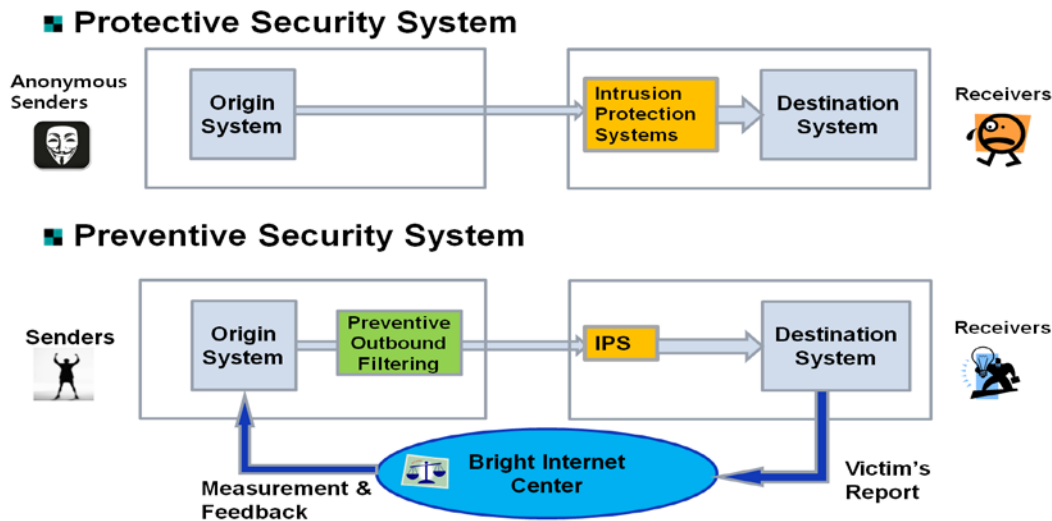 Protective Security System
Anonymous
Senders
Origin
System
Intrusion
Protection
Systems
Destination
System
Receivers
Preventive Security System
Senders
Origin
System
Preventive
Outbound
Filtering
IPS
Destination
System
Receivers
Bright Internet
Center
Measurement &
Feedback
Victim's
Report